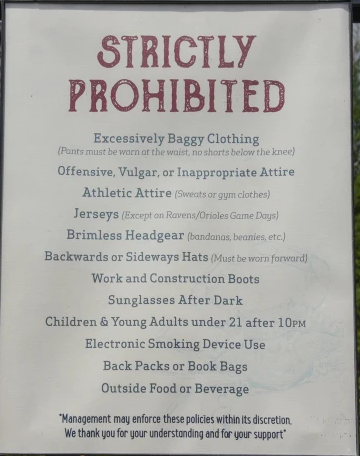 STRICTLY
PROHIBITED
Excessively Baggy Clothing
(Pants must be worn at the waist, no shorts below the knee)
Offensive, Vulgar, or Inappropriate Attire
Athletic Attire (Sweats or gym clothes)
Jerseys (Except on Ravens/Orioles Game Days)
Brimless Headgear (bandanas, beanies, etc.)
Backwards or Sideways Hats (Must be worn forward)
Work and Construction Boots
Sunglasses After Dark
Children & Young Adults under 21 after 10PM
Electronic Smoking Device Use
Back Packs or Book Bags
Outside Food or Beverage
"Management may enforce these policies within its discretion.
We thank you for your understanding and for your support"